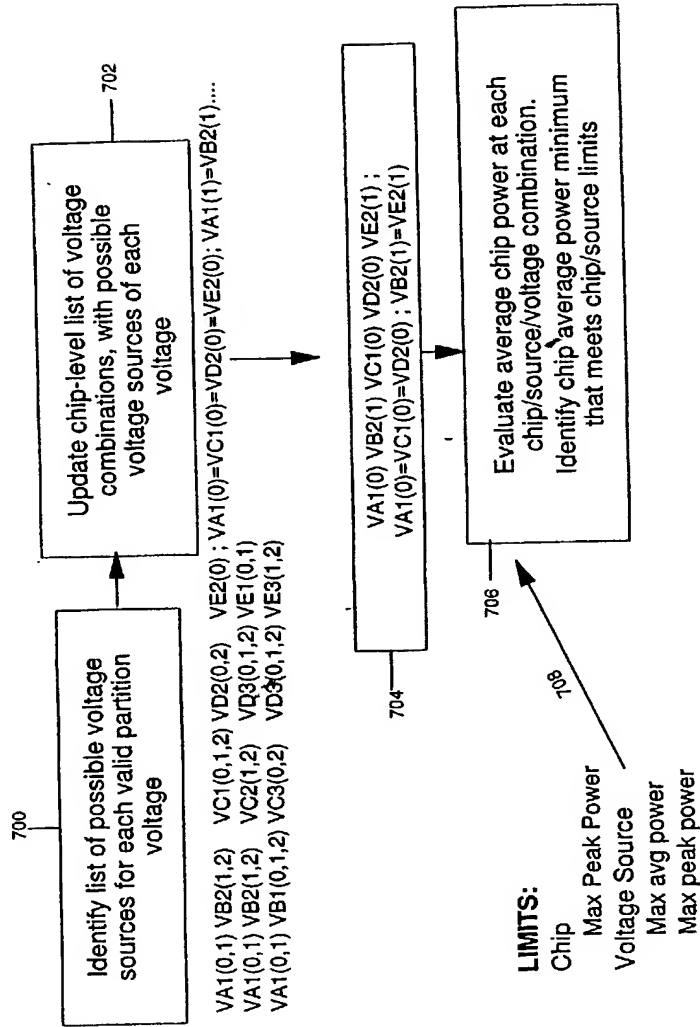 700
Identify list of possible voltage
sources for each valid partition
voltage
702
Update chip-level list of voltage
combinations, with possible
voltage sources of each
voltage
VA1(0,1) VB2(1,2) VC1(0,1,2) VD2(0,2) VE2(0) ; VA1(0)=VC1(0)=VD2(0)=VE2(0); VA1(1)=VB2(1).....
VA1(0,1) VB2(1,2) VC2(1,2) VD3(0,1,2) VE1(0,1)
VA1(0,1) VB1(0,1,2) VC3(0,2) VD3(0,1,2) VE3(1,2)
704
VA1(0) VB2(1) VC1(0) VD2(0) VE2(1) ;
VA1(0)=VC1(0)=VD2(0) ; VB2(1)=VE2(1)
706
Evaluate average chip power at each
chip/source/voltage combination.
Identify chip average power minimum
that meets chip/source limits
708
LIMITS:
Chip
Max Peak Power
Voltage Source
Max avg power
Max peak power